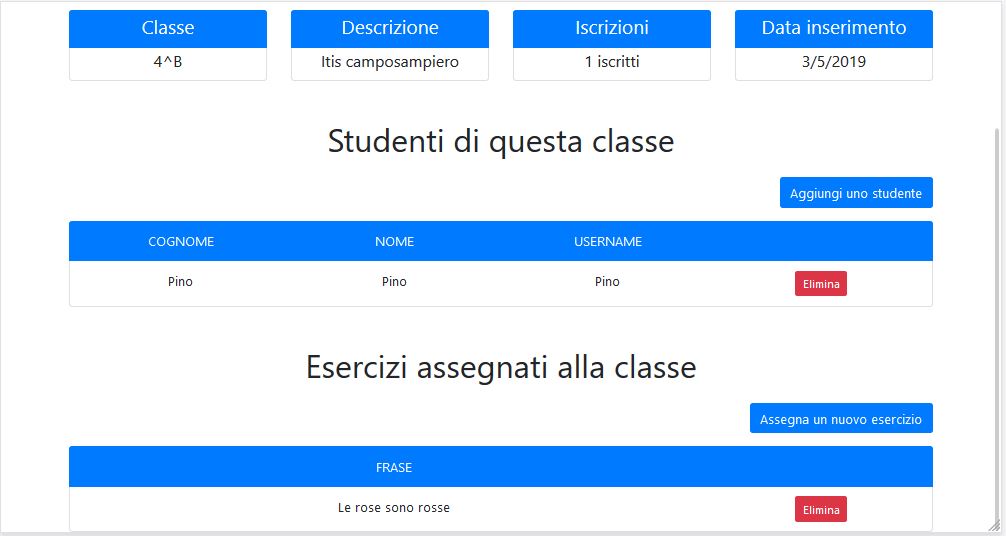 Classe Descrizione Iscrizioni Data inserimento
4^B Itis camposampiero 1 iscritti 3/5/2019
Studenti di questa classe
Aggiungi uno studente
COGNOME NOME USERNAME
Pino Pino Pino Elimina
Esercizi assegnati alla classe
Assegna un nuovo esercizio
FRASE
Le rose sono rosse Elimina